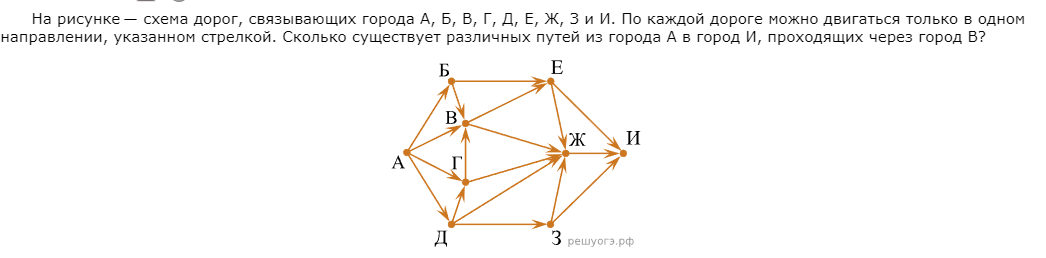 На рисунке — схема дорог, связывающих города А, Б, В, Г, Д, Е, Ж, З и И. По каждой дороге можно двигаться только в одном
направлении, указанном стрелкой. Сколько существует различных путей из города А в город И, проходящих через город В?
Б
Е
В
Ж
И
А
Г
Д
З
решуогэ.рф